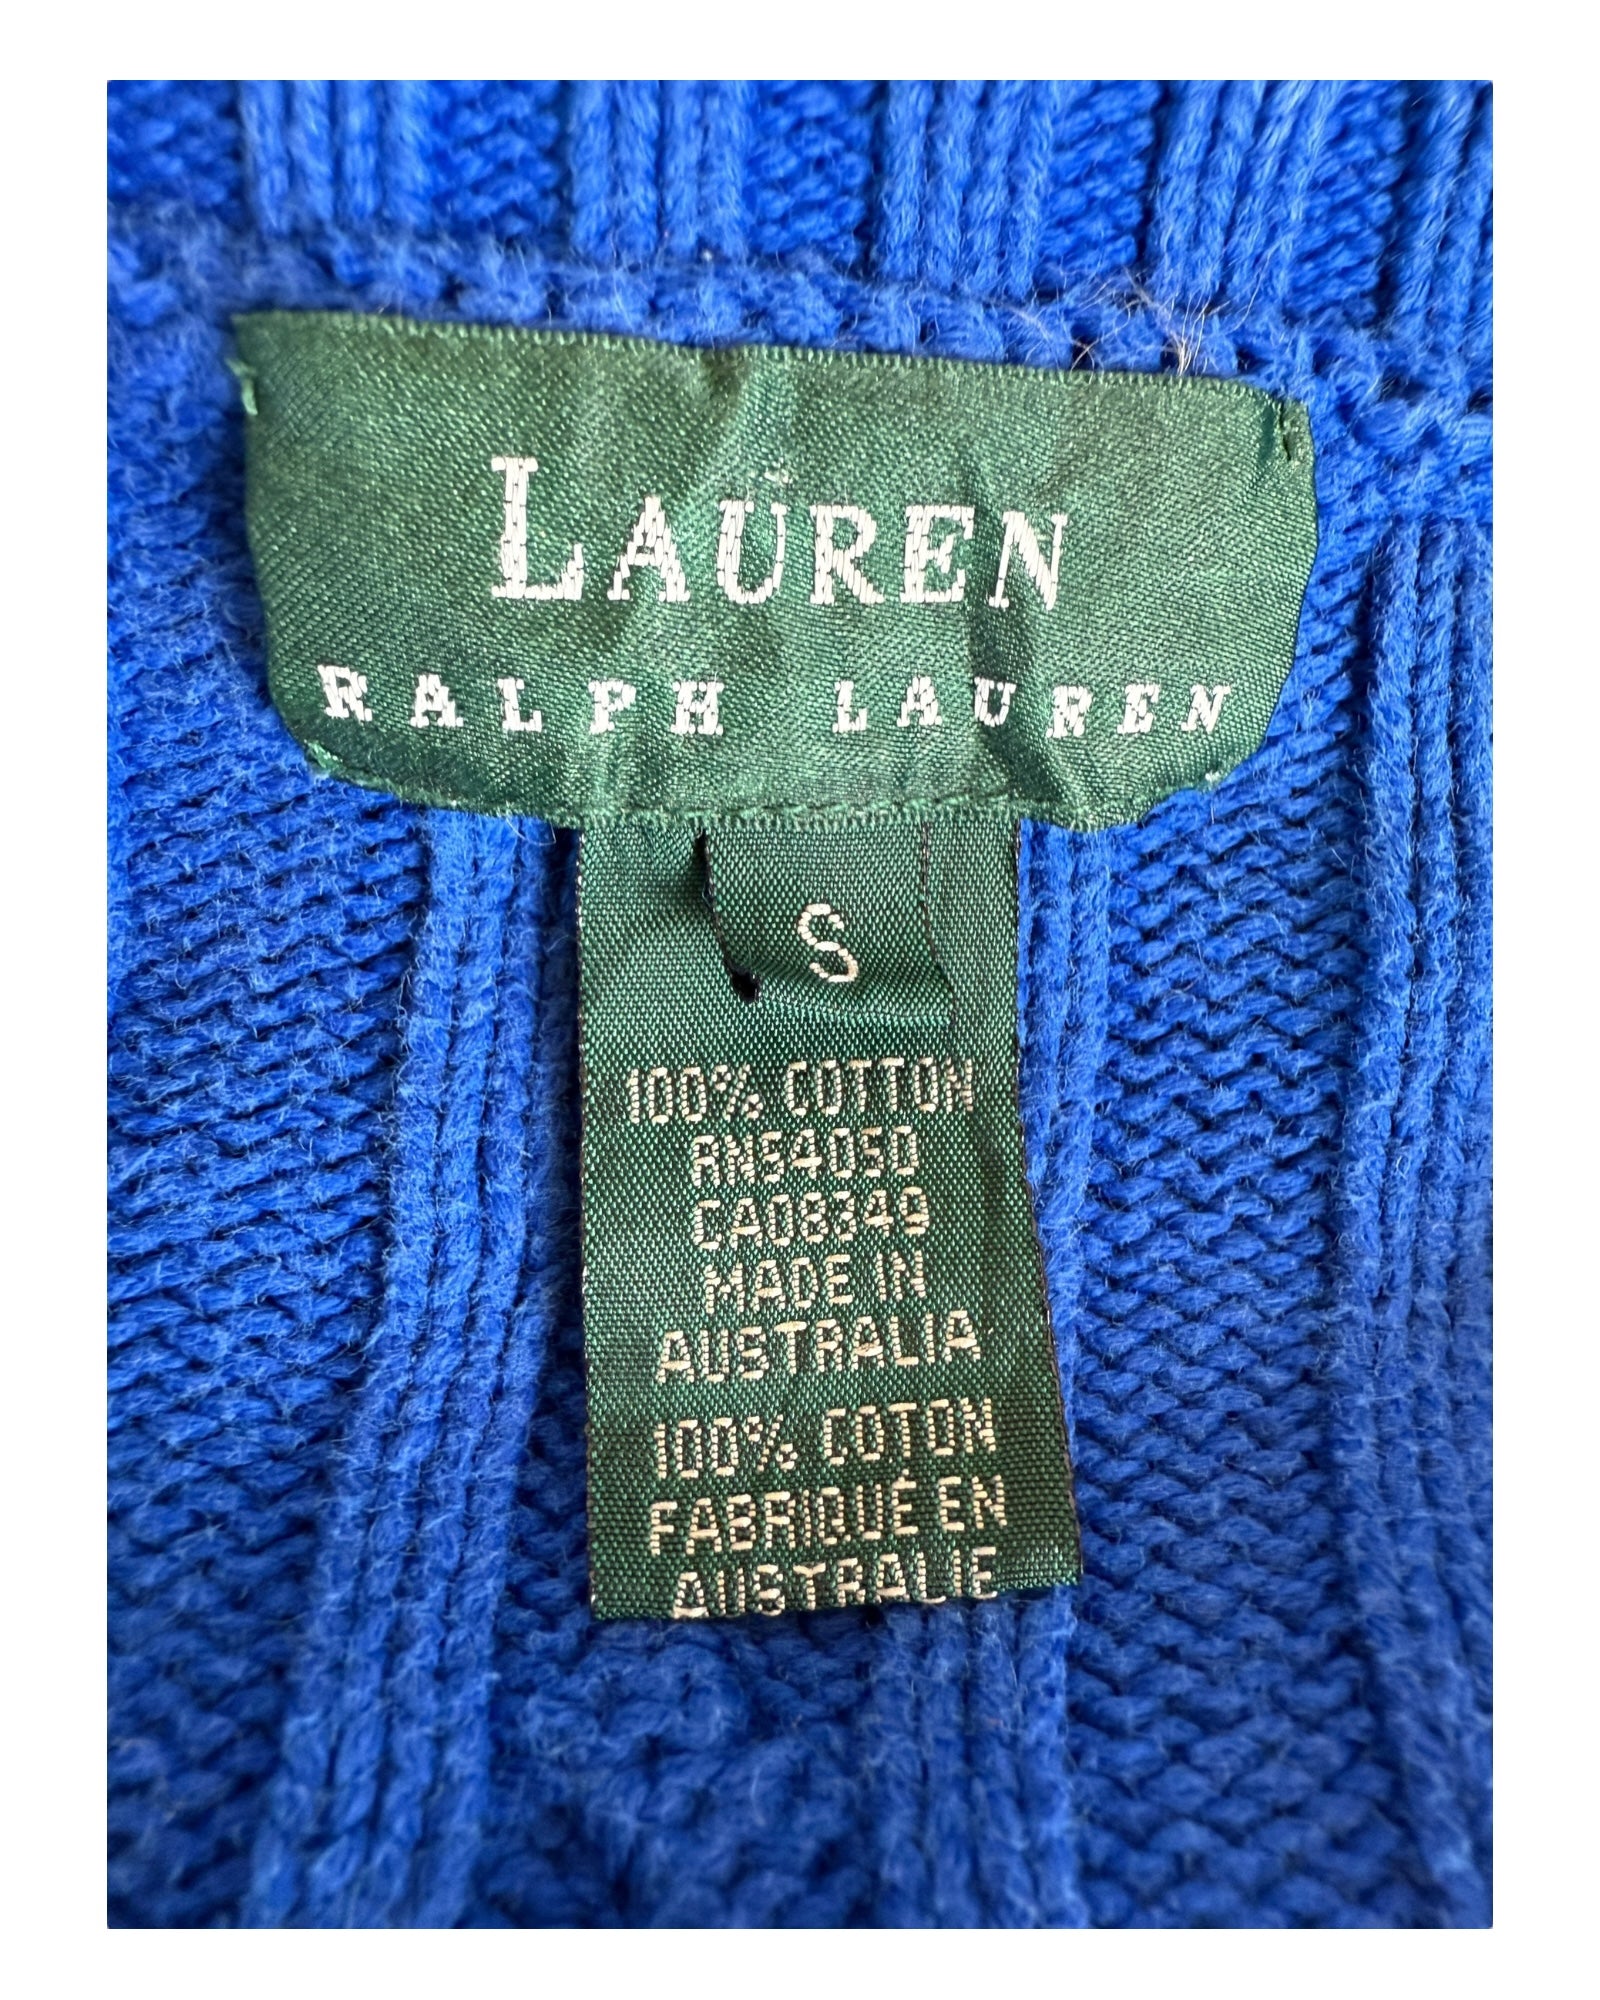 LAUREN
RALPH LAUREN
S
100% COTTON
RN54050
CA08349
MADE IN
AUSTRALIA
100% COTON
FABRIQUÉ EN
AUSTRALIE